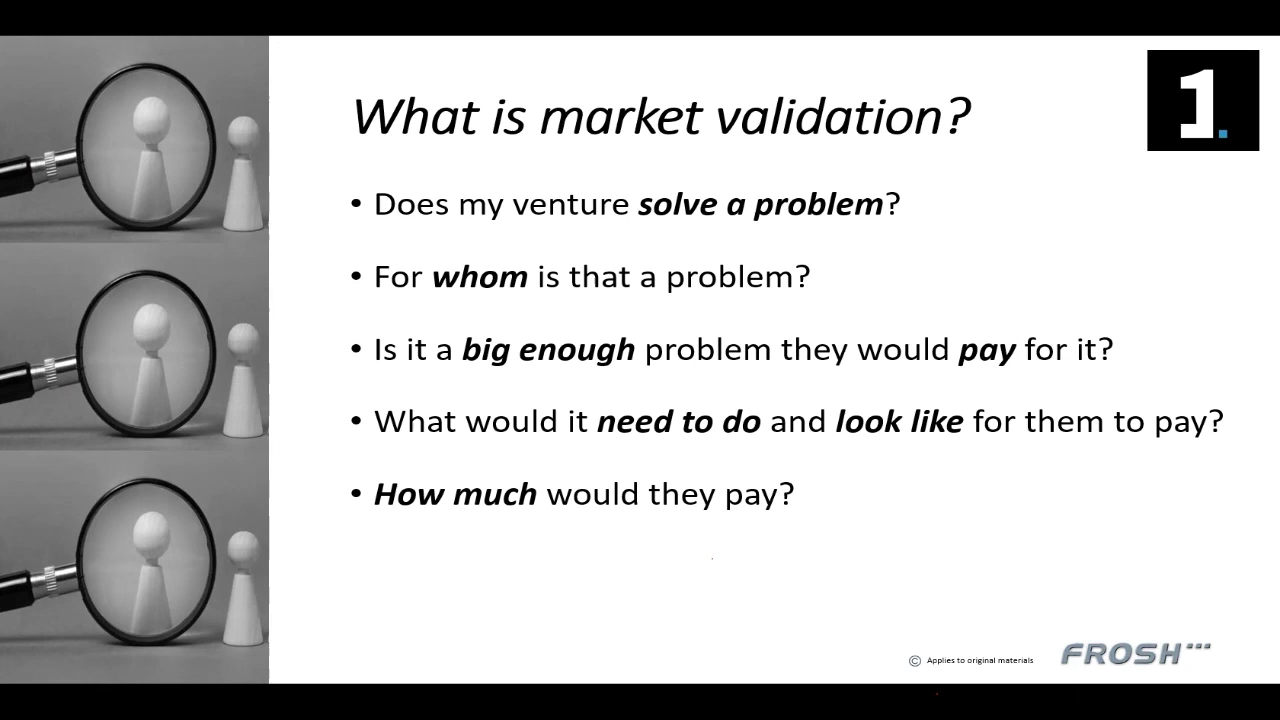 1.
What is market validation?
• Does my venture solve a problem?
• For whom is that a problem?
• Is it a big enough problem they would pay for it?
• What would it need to do and look like for them to pay?
• How much would they pay?
© Applies to original materials
FROSH